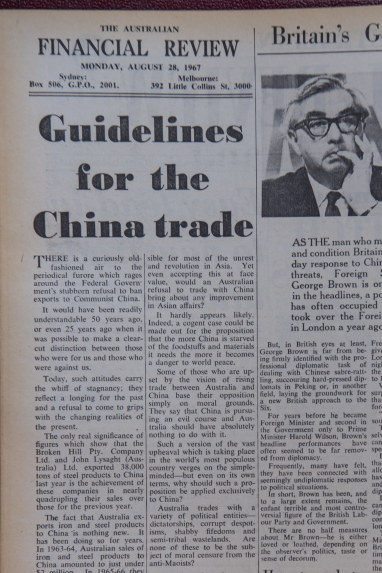 THE AUSTRALIAN
FINANCIAL REVIEW
MONDAY, AUGUST 28, 1967
Sydney:
Box 506, G.P.O., 2001.
Melbourne:
392 Little Collins St, 3000
Guidelines
for the
China trade
THERE is a curiously old-
fashioned air to the
periodical furore which rages
around the Federal Govern-
ment's stubborn refusal to ban
exports to Communist China.
It would have been readily
understandable 50 years ago,
or even 25 years ago when it
was possible to make a clear-
cut distinction between those
who were for us and those who
were against us.
Today, such attitudes carry
the whiff of stagnancy; they
reflect a longing for the past
and a refusal to come to grips
with the changing realities of
the present.
The only real significance of
figures which show that the
Broken Hill Pty. Company
Ltd. and John Lysaght (Aus-
tralia) Ltd. exported 38,000
tons of steel products to China
last year is the achievement of
these companies in nearly
quadrupling their sales over
those for the previous year.
The fact that Australia ex-
ports iron and steel products
to China is nothing new. It
has been doing so for years.
In 1963-64, Australian sales of
iron and steel products to
China amounted to just under
In 1965-66 they
sible for most of the unrest
and revolution in Asia. Yet
even accepting this at face
value, would an Australian
refusal to trade with China
bring about any improvement
in Asian affairs?
It hardly appears likely.
Indeed, a cogent case could be
made out for the proposition
that the more China is starved
of the foodstuffs and materials
it needs the more it becomes
a danger to world peace.
Some of those who are up-
set by the vision of rising
trade between Australia and
China base their opposition
simply on moral grounds.
They say that China is pursu-
ing an evil course and Aus-
tralia should have absolutely
nothing to do with it.
Such a version of the vast
upheaval which is taking place
in the world's most populous
country verges on the simple-
minded—but even on its own
terms, why should such a pro-
position be applied exclusively
to China?
Australia trades with a
variety of political entities—
dictatorships, corrupt despot-
isms, shabby fiefdoms and
semi-tribal wastelands. Are
none of these to be the sub-
ject of moral censure from the
anti-Maoists?
Britain's G
AS THE man who m
and condition Britain
day response to Chi
threats, Foreign S
George Brown is o
in the headlines, a po
has often occupied
took over the Forei
in London a year ago
But, in British eyes at least,
George Brown is far from be-
ing firmly identified with the pro-
fessional diplomatic task of
dealing with Chinese sabre-rattl-
ing, succouring hard-pressed dip-
lomats in Peking or, in another
field, laying the groundwork for
a new British approach to the
Six.
For years before he became
Foreign Minister and second in
the Government only to Prime
Minister Harold Wilson, Brown's
headline performances have
often seemed to be far remov-
ed from diplomacy.
Frequently, many have felt,
they have been connected with
seemingly undiplomatic responses
to political situations.
In short, Brown has been, and
to a large extent remains, the
enfant terrible and most contro-
versial figure of the British Lab-
our Party and Government.
There are no half measures
about Mr Brown—he is either
loved or loathed, depending on
the observer's politics, taste or
sense of decorum.